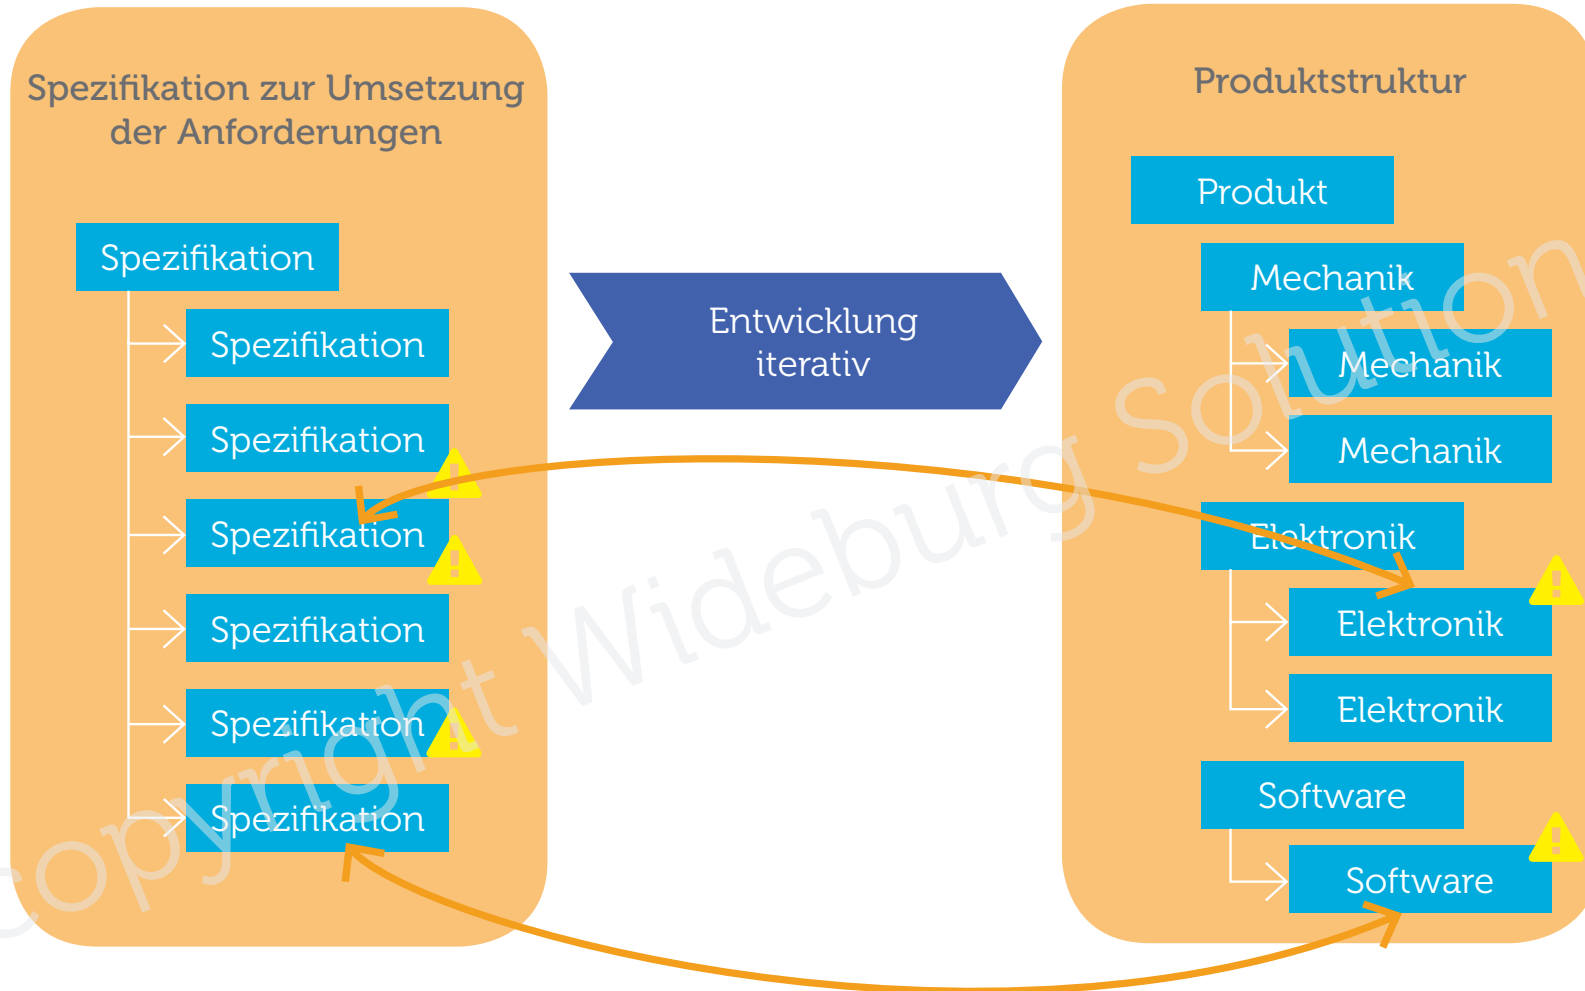 Spezifikation zur Umsetzung
der Anforderungen
Spezifikation
Spezifikation
Spezifikation
Spezifikation
Spezifikation
Spezifikation
Spezifikation
Entwicklung
iterativ
Produktstruktur
Produkt
Mechanik
Mechanik
Mechanik
Elektronik
Elektronik
Elektronik
Software
Software
copyright Wideburg Solution